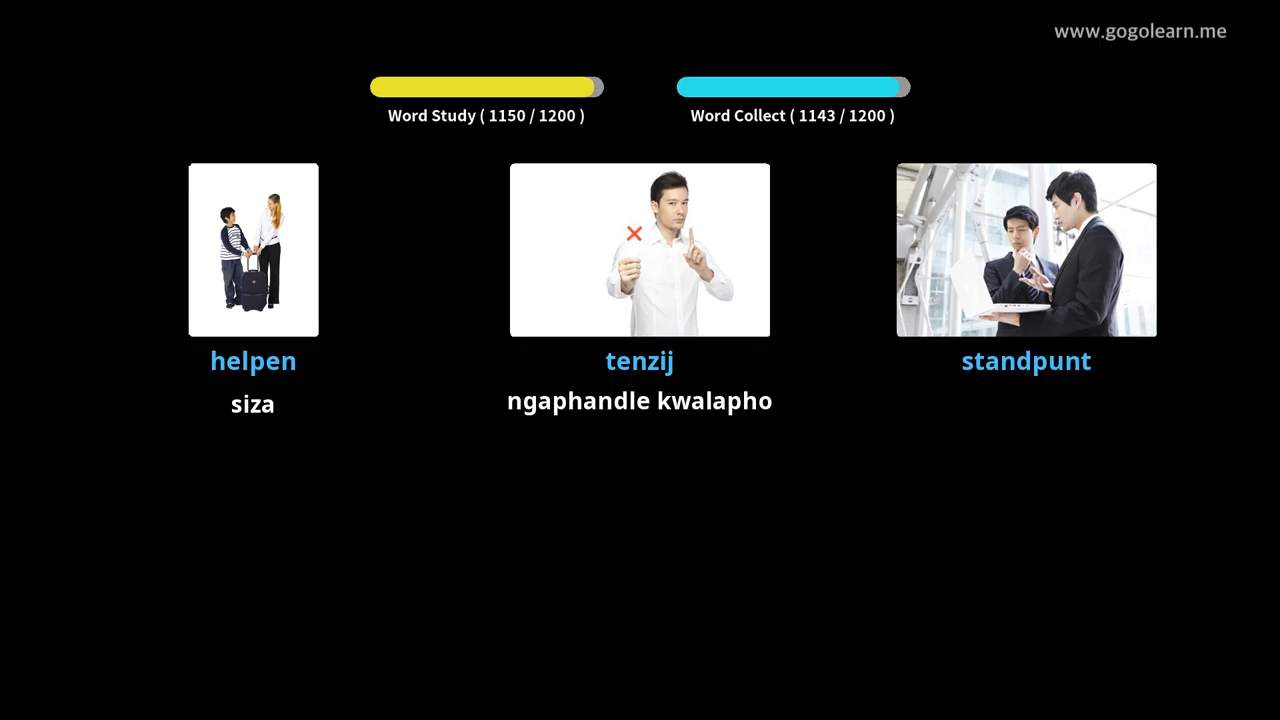 www.gogolearn.me
Word Study ( 1150 / 1200 )
Word Collect ( 1143 / 1200 )
helpen
tenzij
standpunt
siza
ngaphandle kwalapho